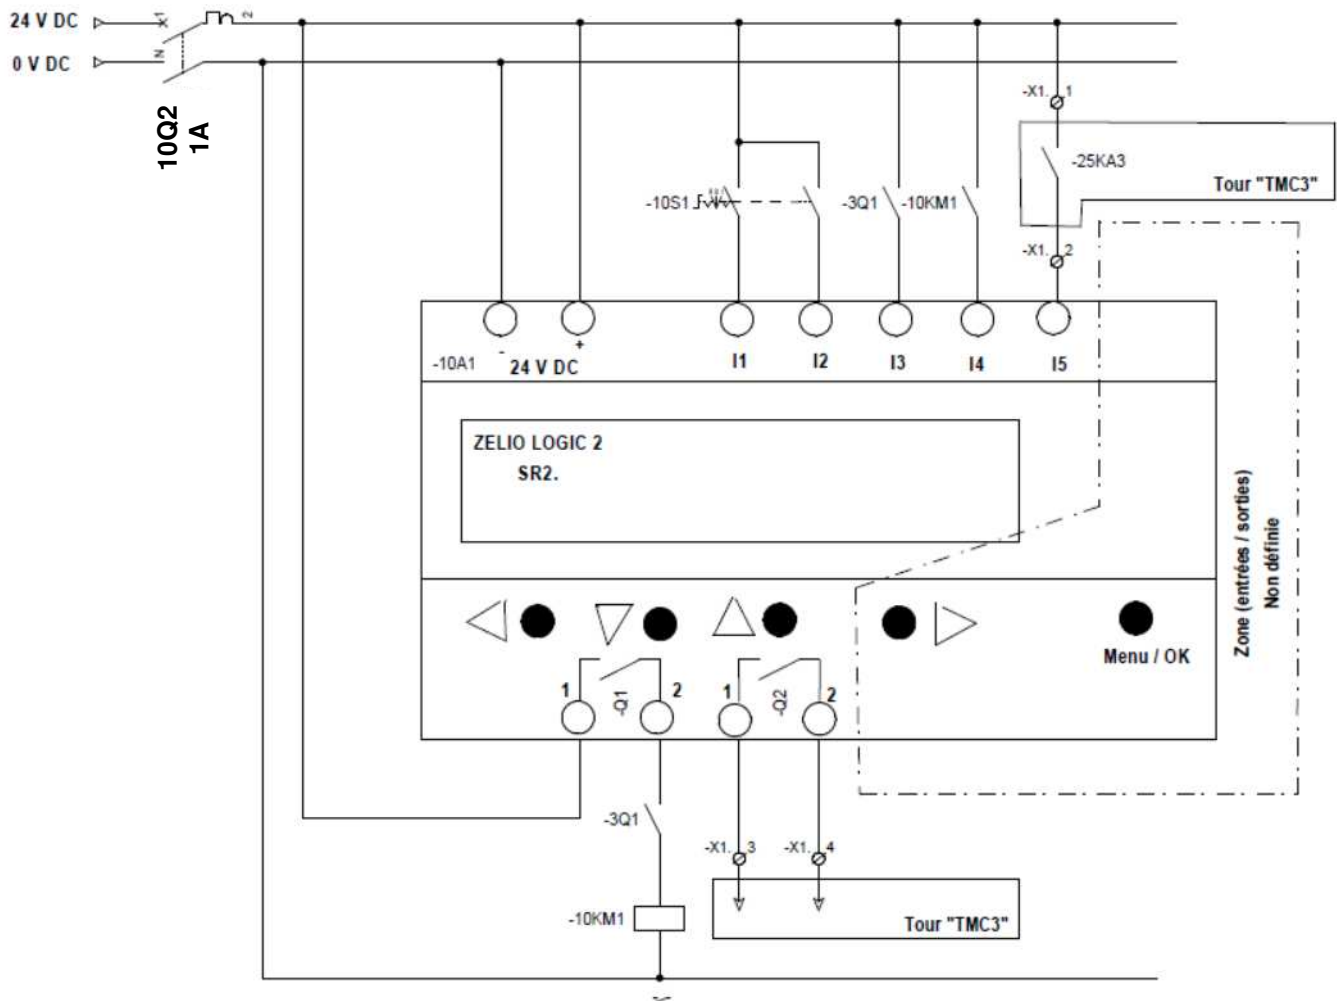 24 V DC
1
2
0 V DC
N
10Q2
1A
-X1. 1
-25KA3
Tour "TMC3"
-10S1
-3Q1
-10KM1
-X1. 2
- +
-10A1
24 V DC
I1
I2
I3
I4
I5
ZELIO LOGIC 2
SR2.
Zone (entrées / sorties)
Non définie
Menu / OK
1
-Q1
2
1
-Q2
2
-3Q1
-X1. 3
-X1. 4
-10KM1
Tour "TMC3"